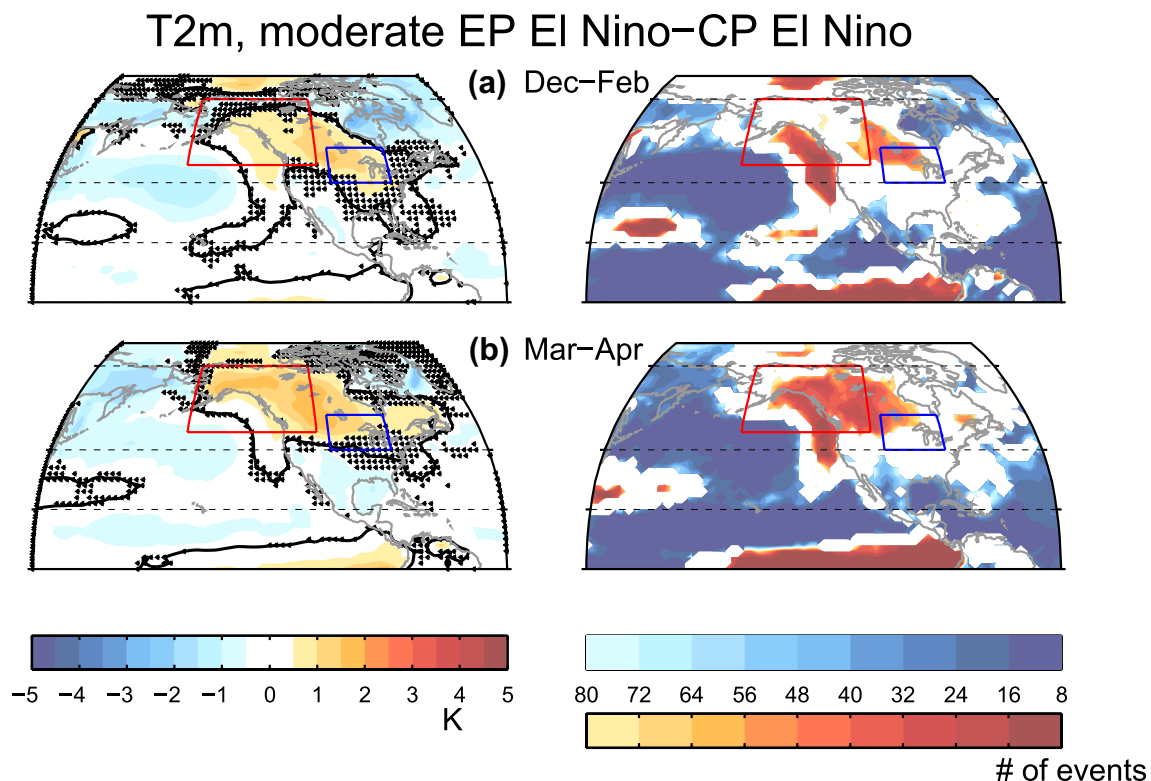 T2m, moderate EP El Nino−CP El Nino
(a) Dec−Feb
(b) Mar−Apr
−5 −4 −3 −2 −1 0 1 2 3 4 5
K
80 72 64 56 48 40 32 24 16 8
# of events